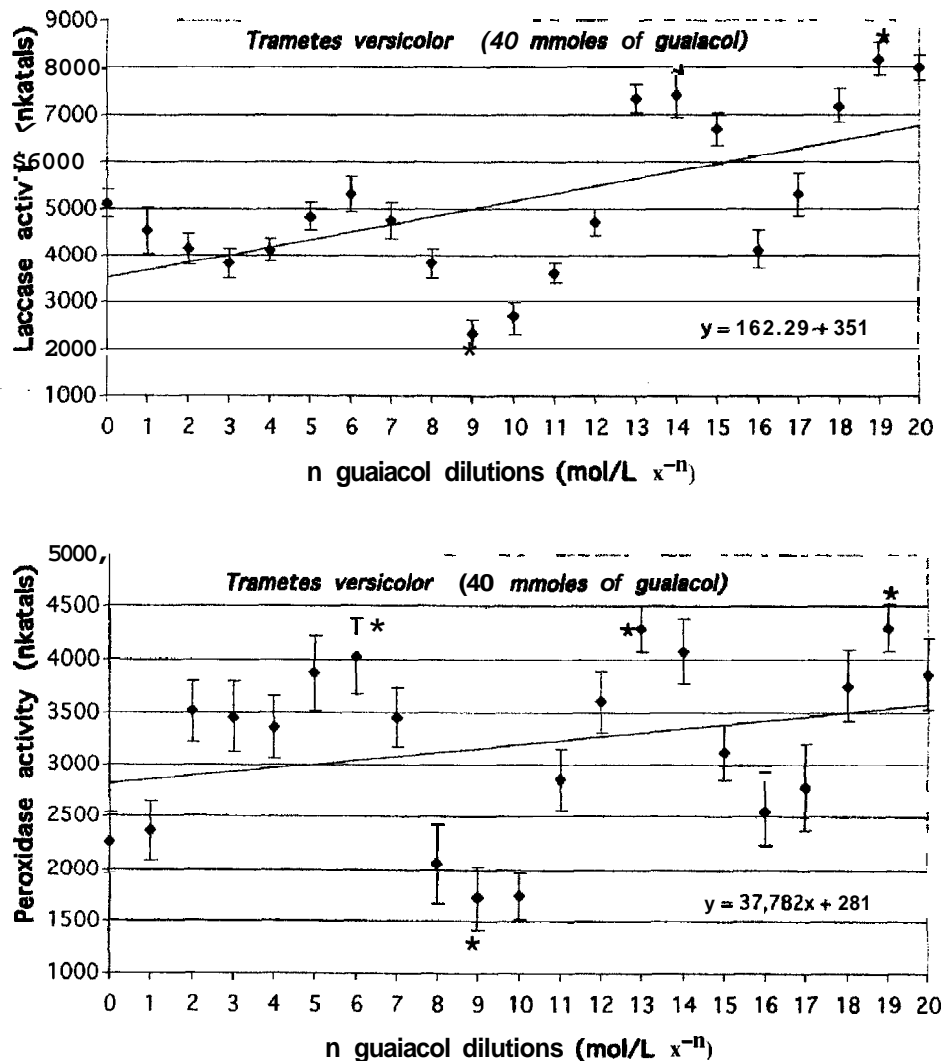 9000
Trametes versicolor (40 mmoles of guaiacol)
8000
7000
6000
5000
4000
3000
2000
1000
Laccase (nkatals)
y = 162.29 + 351
0 1 2 3 4 5 6 7 8 9 10 11 12 13 14 15 16 17 18 19 20
n guaiacol dilutions (mol/L x⁻ⁿ)
5000,
Trametes versicolor (40 mmoles of guaiacol)
4500
4000
3500
3000
2500
2000
1500
1000
Peroxidase activity (nkatals)
T *
*
*
*
y = 37,782x + 281
0 1 2 3 4 5 6 7 8 9 10 11 12 13 14 15 16 17 18 19 20
n guaiacol dilutions (mol/L x⁻ⁿ)